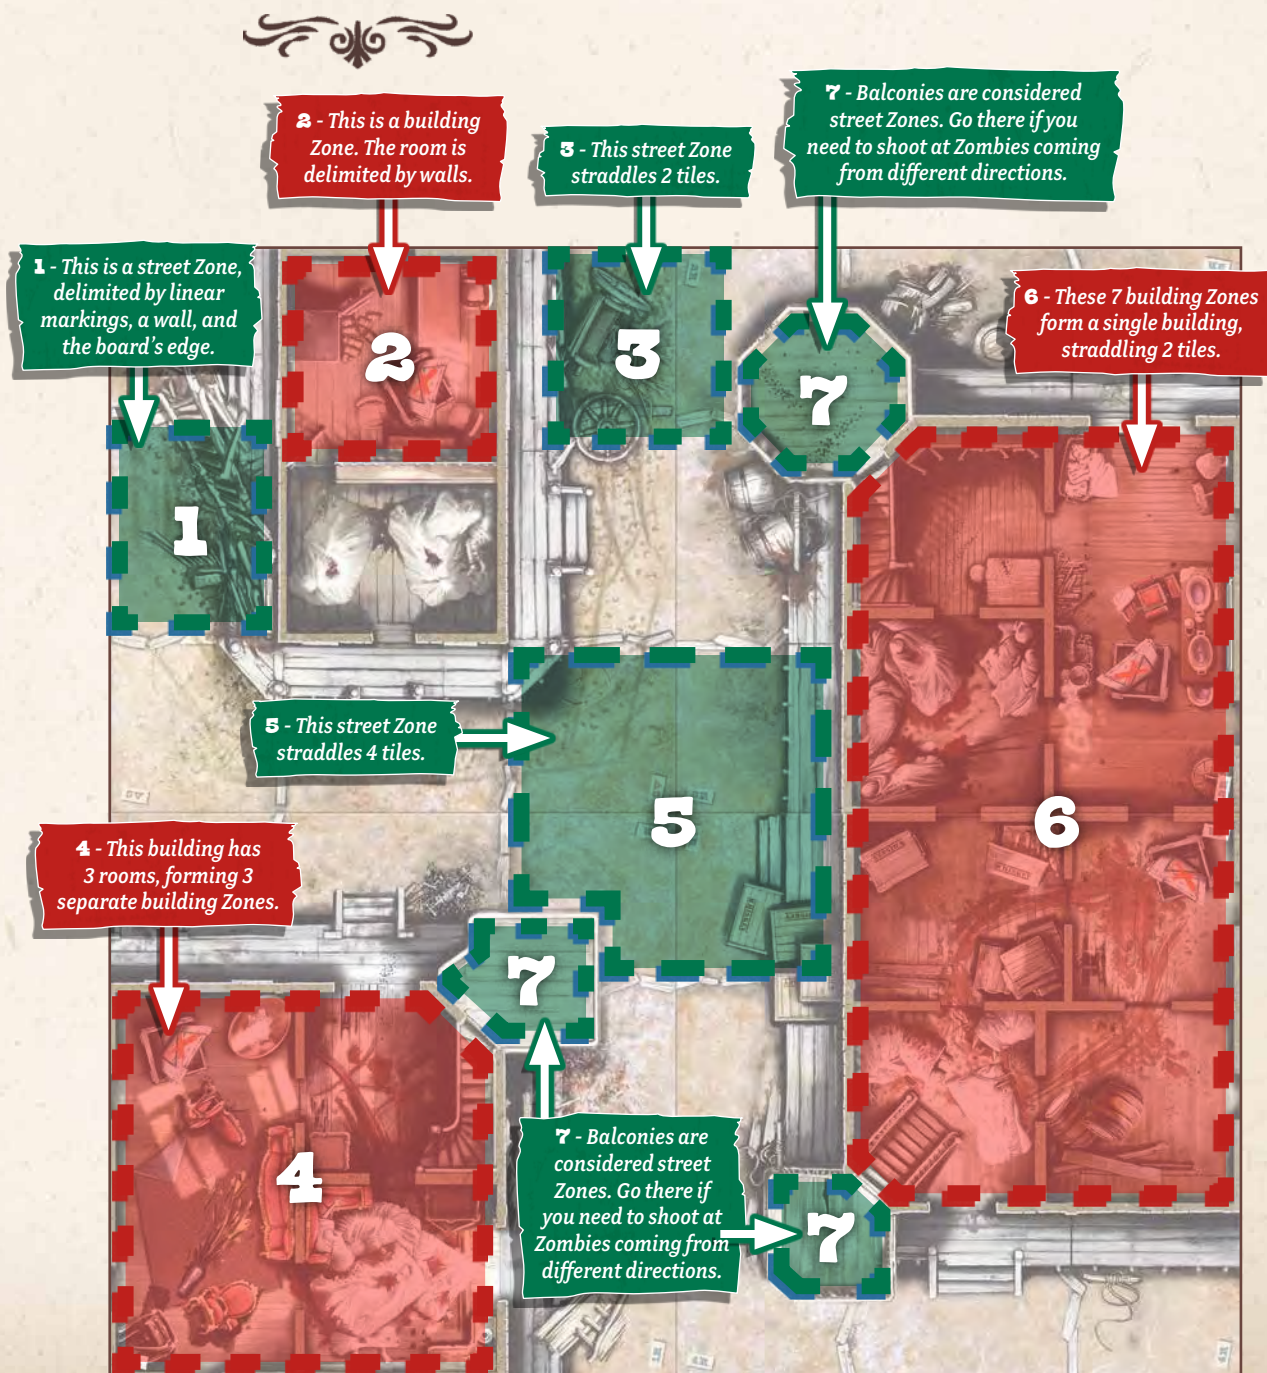 2 - This is a building
Zone. The room is
delimited by walls.
3 - This street Zone
straddles 2 tiles.
7 - Balconies are considered
street Zones. Go there if you
need to shoot at Zombies coming
from different directions.
1 - This is a street Zone,
delimited by linear
markings, a wall, and
the board's edge.
6 - These 7 building Zones
form a single building,
straddling 2 tiles.
2
3
7
1
5 - This street Zone
straddles 4 tiles.
5
6
4 - This building has
3 rooms, forming 3
separate building Zones.
7
4
7 - Balconies are
considered street
Zones. Go there if
you need to shoot at
Zombies coming from
different directions.
7